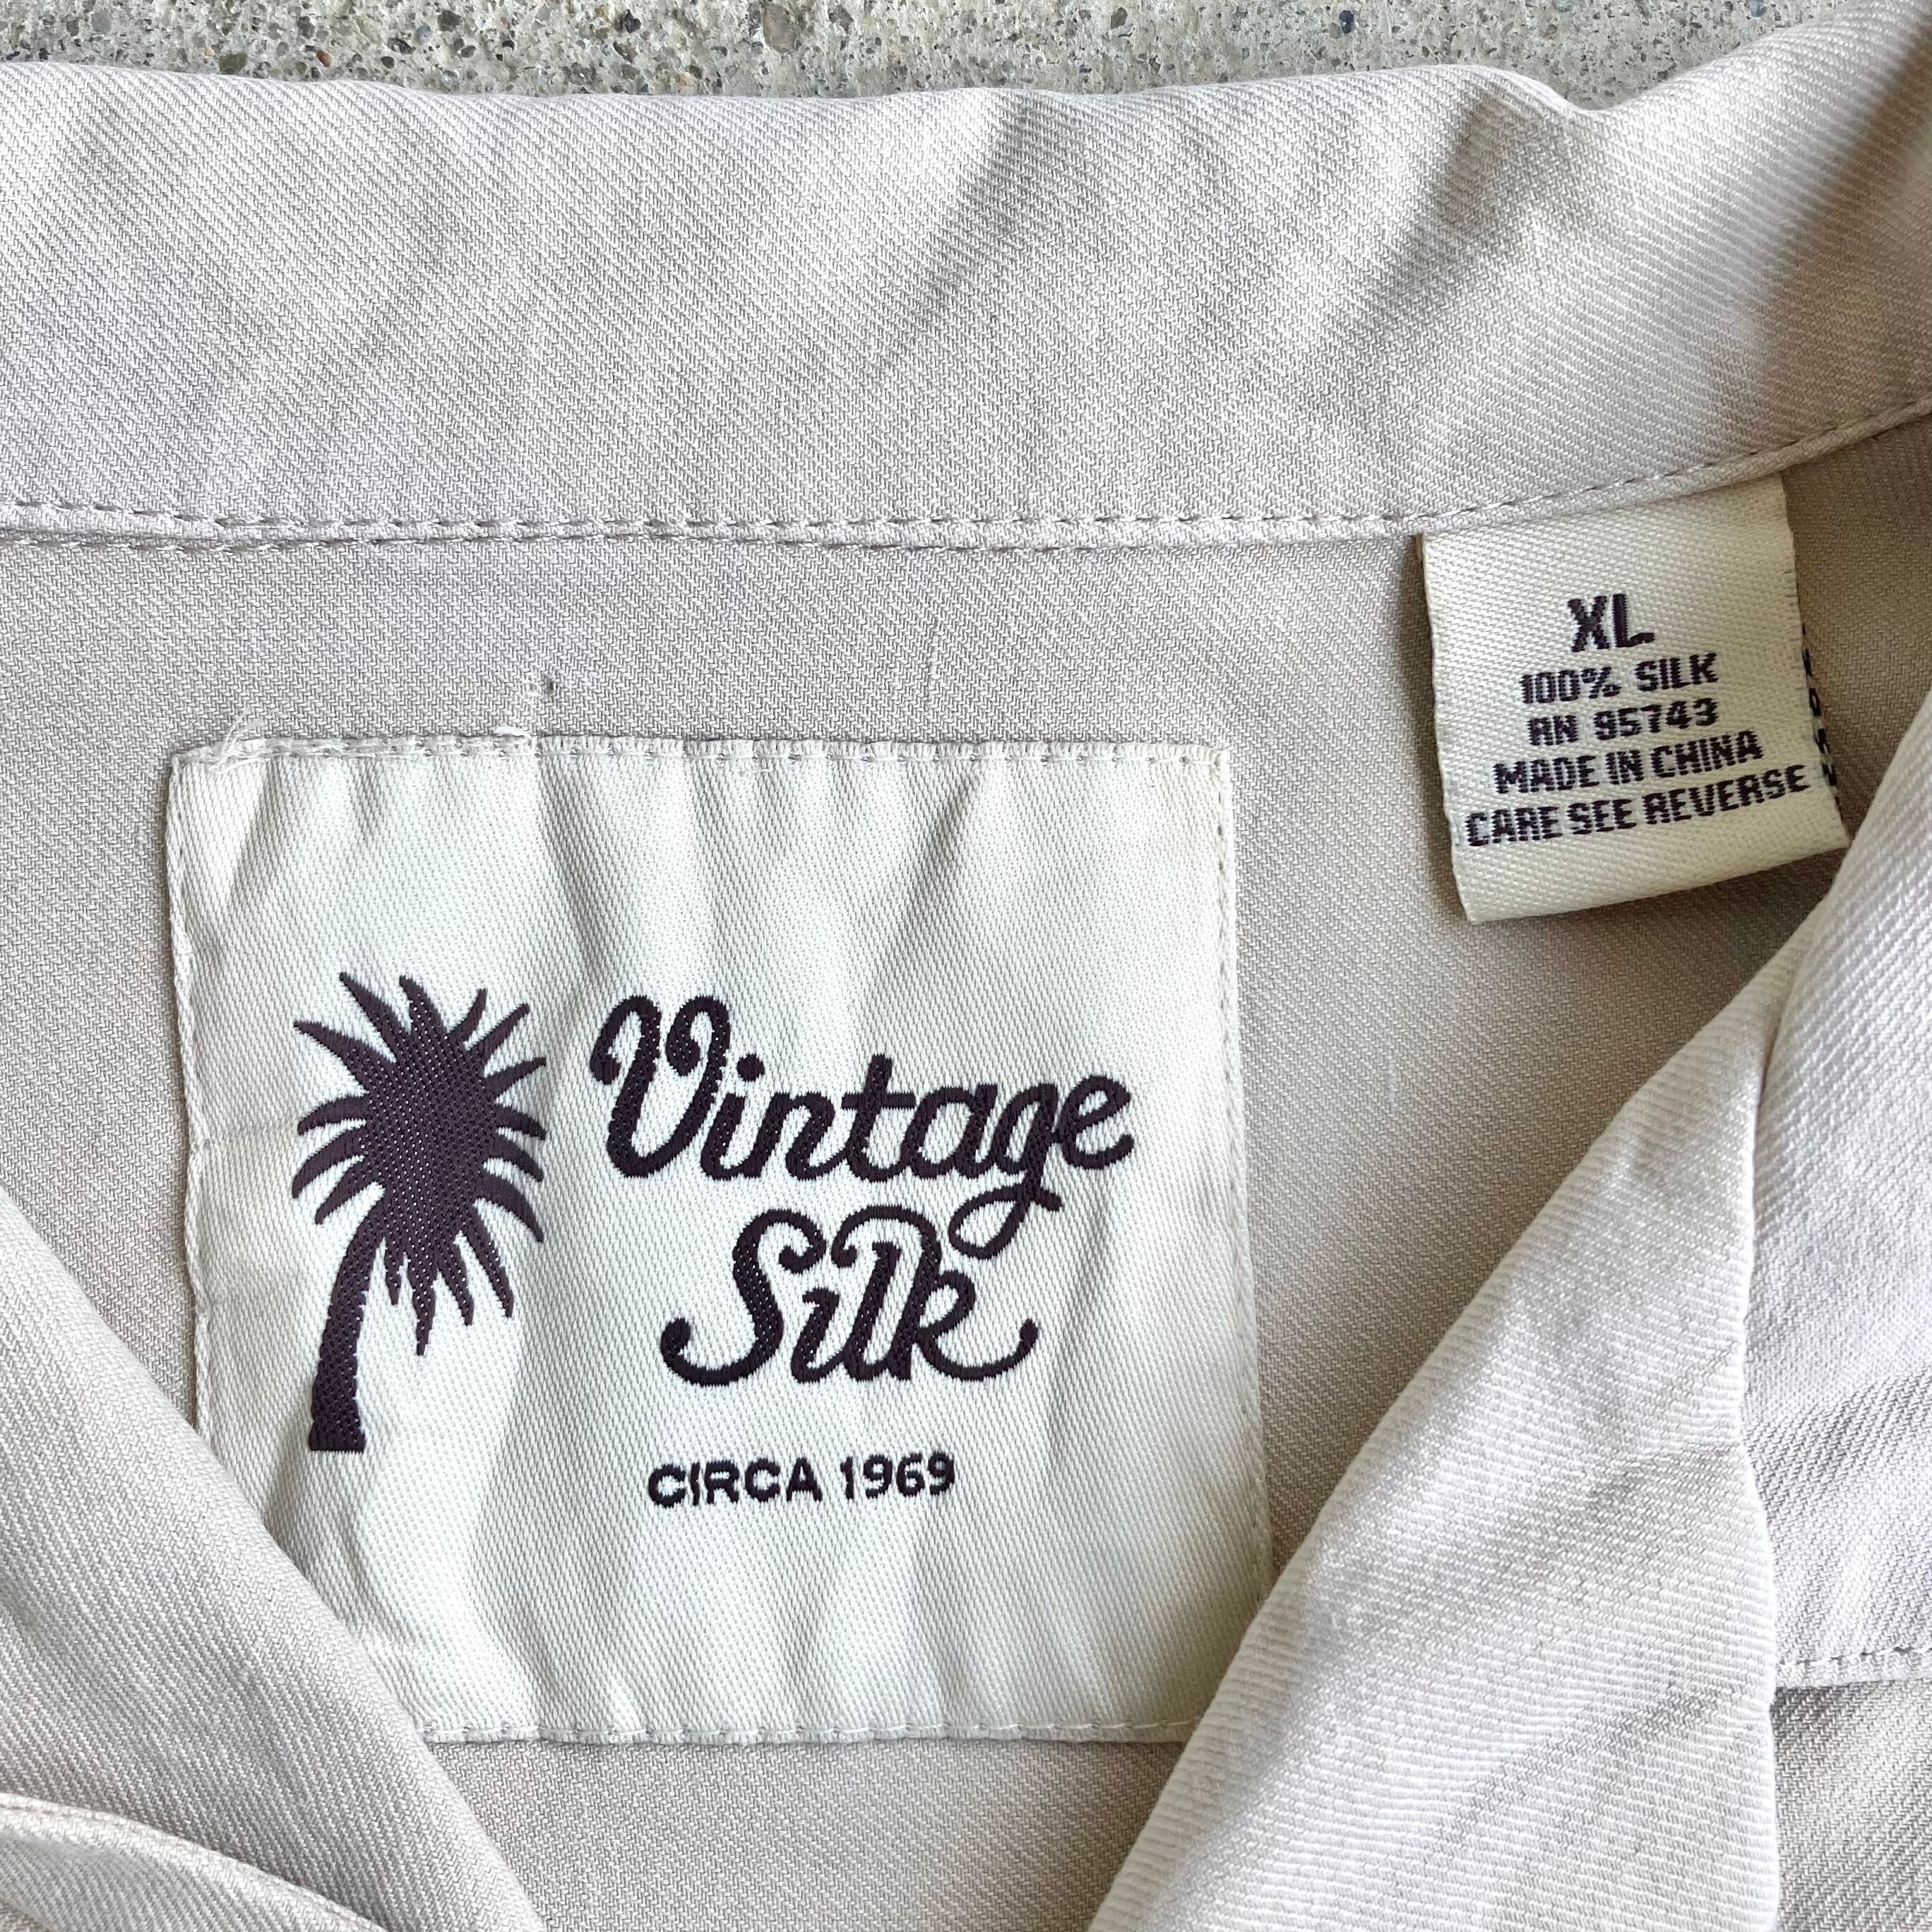 Vintage
Silk
CIRCA 1969
XL
100% SILK
RN 95743
MADE IN CHINA
CARE SEE REVERSE